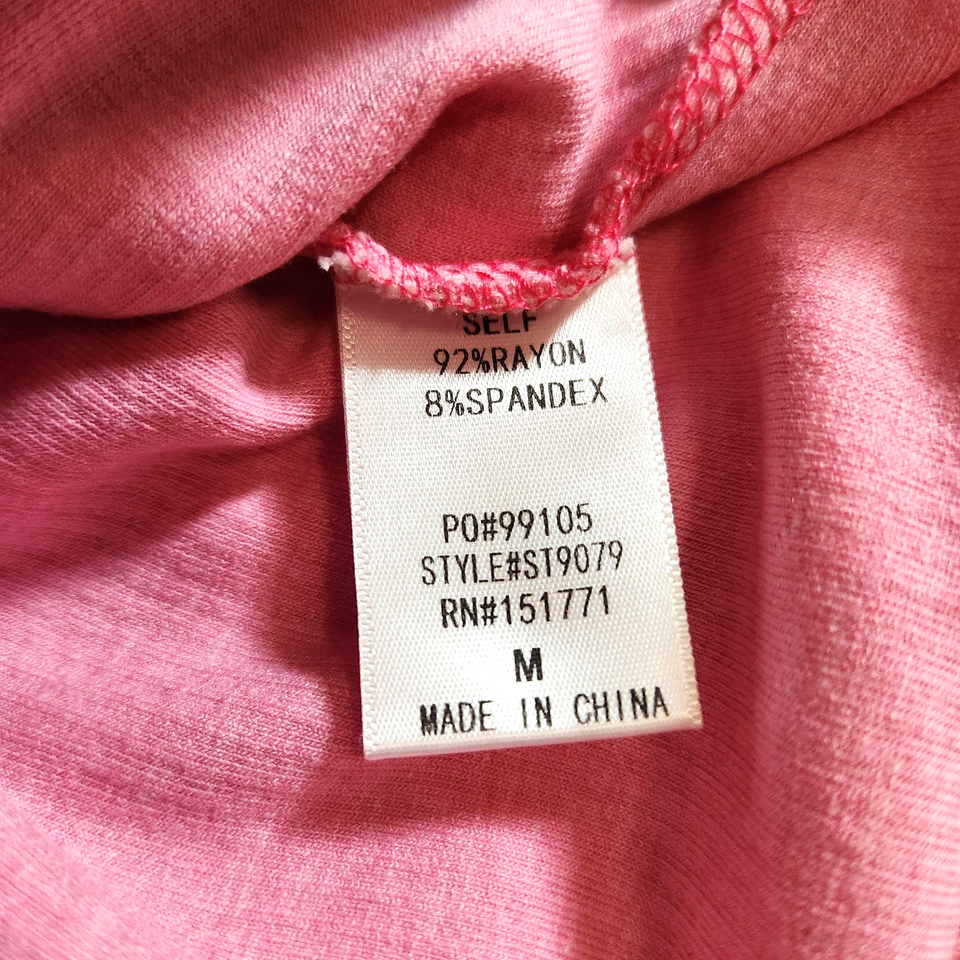 SELF
92%RAYON
8%SPANDEX
PO#99105
STYLE#ST9079
RN#151771
M
MADE IN CHINA